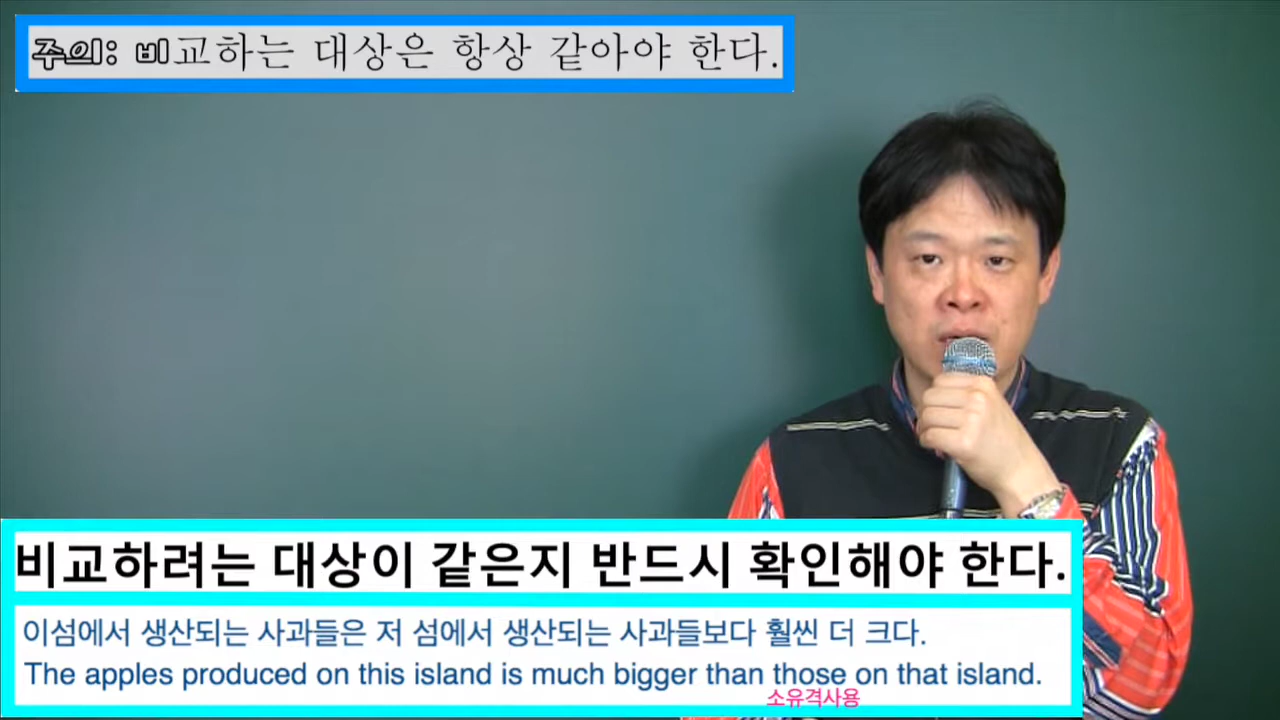 주의: 비교하는 대상은 항상 같아야 한다.
비교하려는 대상이 같은지 반드시 확인해야 한다.
이섬에서 생산되는 사과들은 저 섬에서 생산되는 사과들보다 훨씬 더 크다.
The apples produced on this island is much bigger than those on that island.
소유격사용